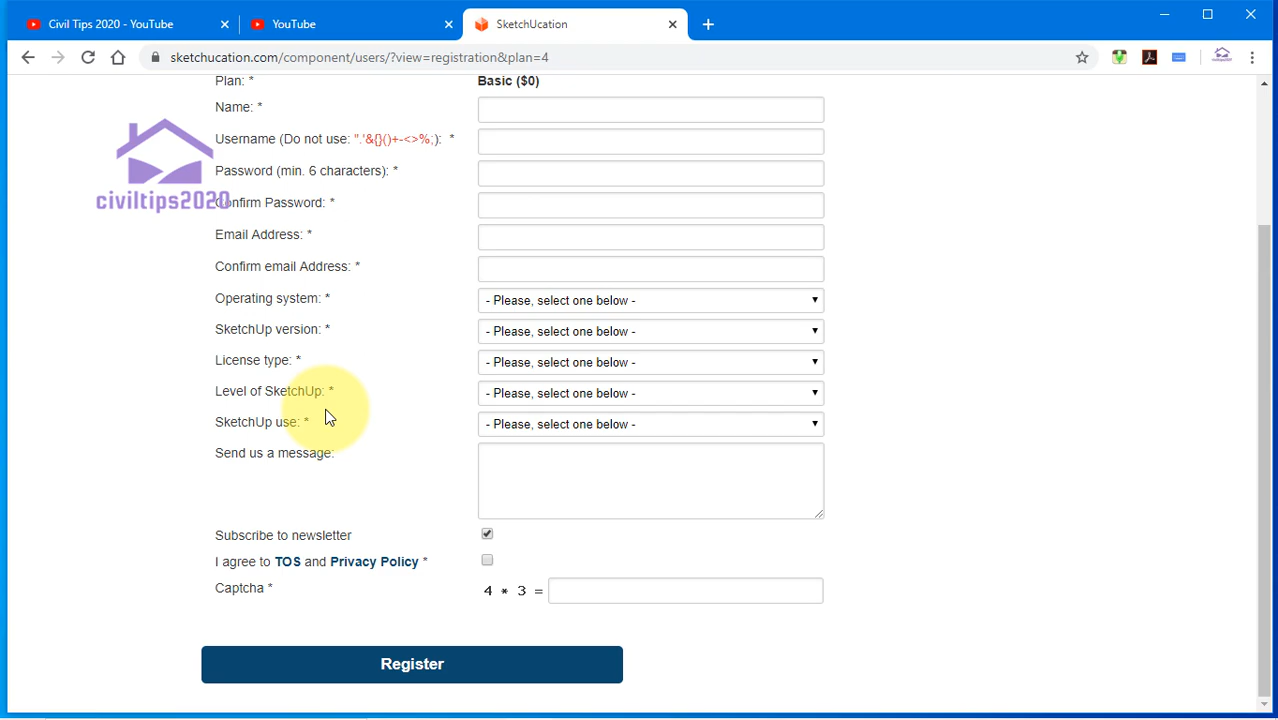 Civil Tips 2020 - YouTube
YouTube
SketchUcation
sketchucation.com/component/users/?view=registration&plan=4
Plan: * Basic ($0)
Name: *
Username (Do not use: ".'&{}()+-<>%;): *
Password (min. 6 characters): *
civiltips2020
Confirm Password: *
Email Address: *
Confirm email Address: *
Operating system: * - Please, select one below -
SketchUp version: * - Please, select one below -
License type: * - Please, select one below -
Level of SketchUp: * - Please, select one below -
SketchUp use: * - Please, select one below -
Send us a message:
Subscribe to newsletter
I agree to TOS and Privacy Policy *
Captcha * 4 * 3 =
Register